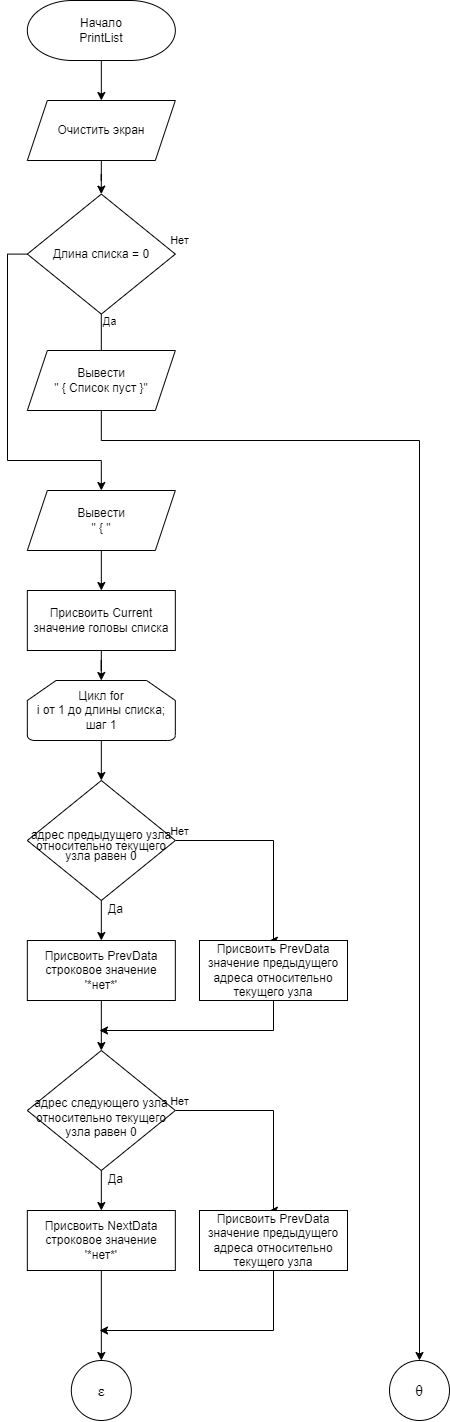 Начало
PrintList
Очистить экран
Длина списка = 0
Нет
Да
Вывести
" { Список пуст }"
Вывести
" { "
Присвоить Current
значение головы списка
Цикл for
i от 1 до длины списка;
шаг 1
адрес предыдущего узла
относительно текущего
узла равен 0
Нет
Да
Присвоить PrevData
строковое значение
'*нет*'
Присвоить PrevData
значение предыдущего
адреса относительно
текущего узла
адрес следующего узла
относительно текущего
узла равен 0
Нет
Да
Присвоить NextData
строковое значение
'*нет*'
Присвоить PrevData
значение предыдущего
адреса относительно
текущего узла
ε
θ